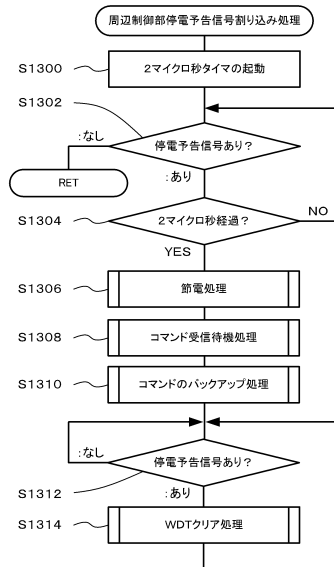 周辺制御部停電予告信号割り込み処理
S1300
2マイクロ秒タイマの起動
S1302
停電予告信号あり?
:なし
RET
:あり
S1304
2マイクロ秒経過?
NO
YES
S1306
節電処理
S1308
コマンド受信待機処理
S1310
コマンドのバックアップ処理
:なし
停電予告信号あり?
S1312
:あり
S1314
WDTクリア処理